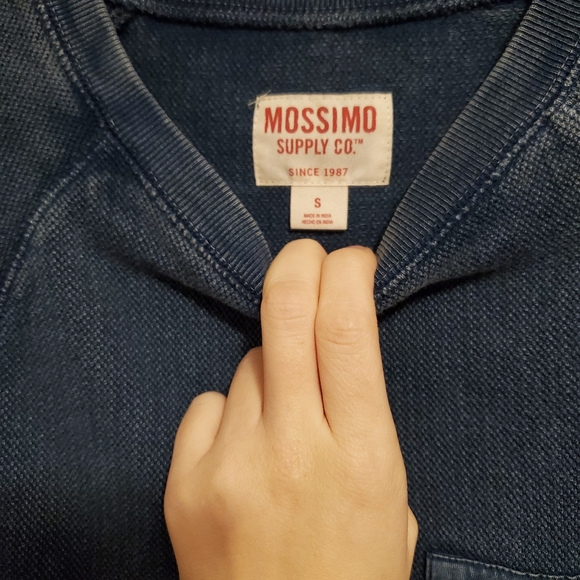 MOSSIMO
SUPPLY CO.™
SINCE 1987
S
MADE IN INDIA
HECHO EN INDIA